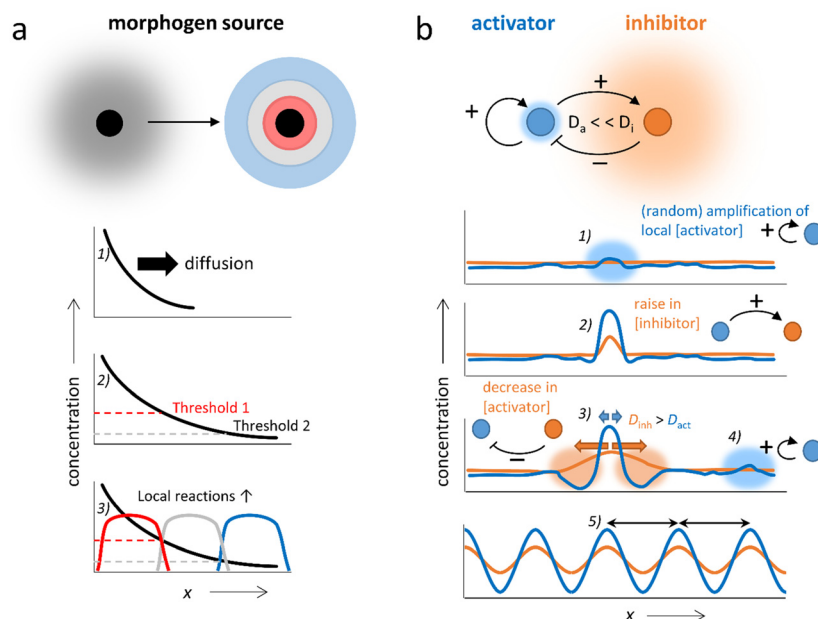 a
morphogen source
1)
diffusion
2)
Threshold 1
Threshold 2
3)
Local reactions ↑
concentration
x
b
activator
inhibitor
+
+
Da << Di
−
(random) amplification of
local [activator]
+
1)
raise in
[inhibitor]
+
2)
decrease in
[activator]
−
3)
Dinh > Dact
4)
+
5)
concentration
x